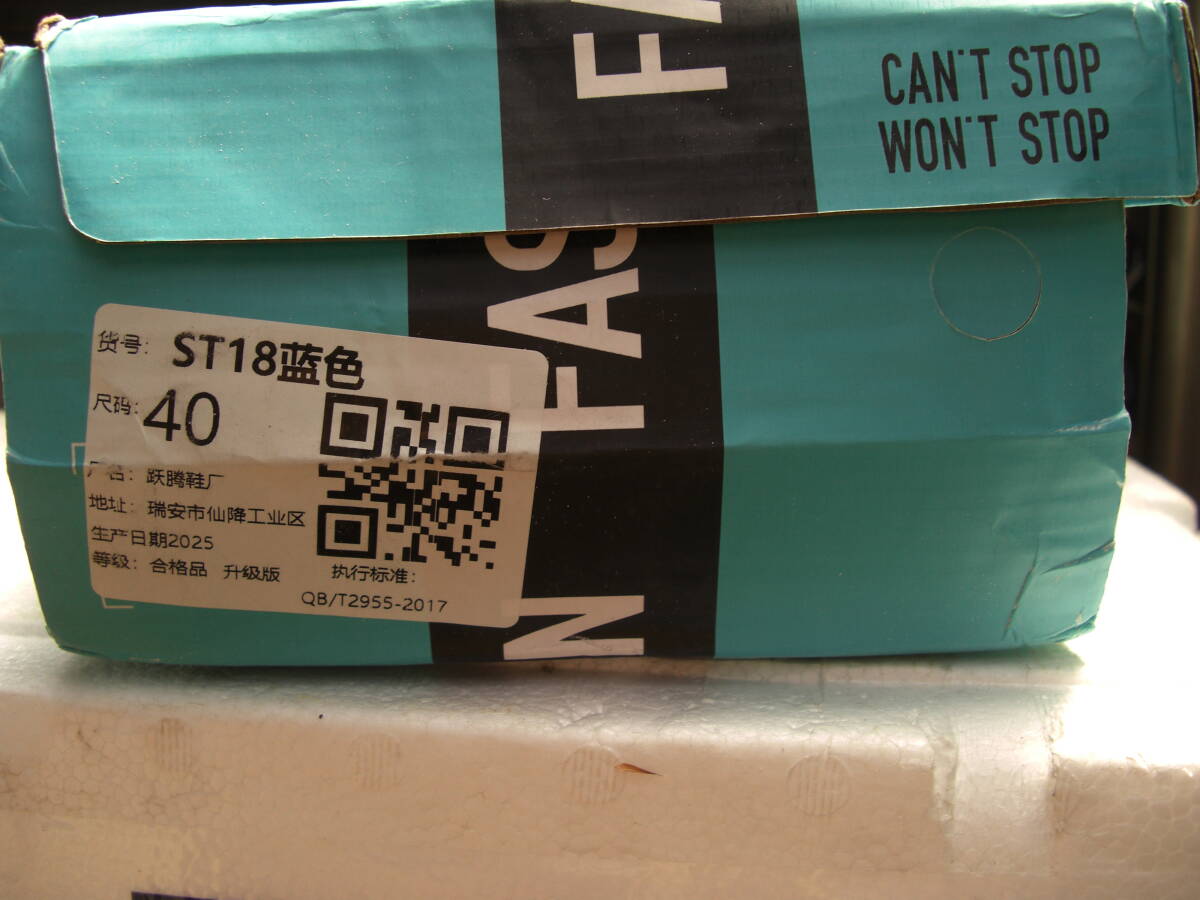 CAN'T STOP
WON'T STOP
FA
FAS
N
货号: ST18蓝色
尺码: 40
厂名: 跃腾鞋厂
地址: 瑞安市仙降工业区
生产日期2025
等级: 合格品 升级版
执行标准:
QB/T2955-2017